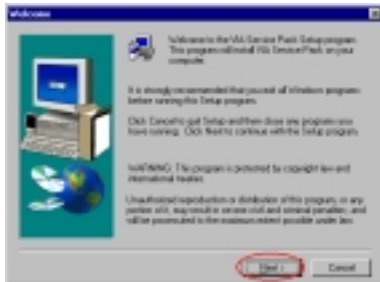 Welcome
Welcome to the VIA Service Pack Setup program.
This program will install VIA Service Pack on your
computer.
It is strongly recommended that you exit all Windows programs
before running this Setup program.
Click Cancel to quit Setup and then close any programs you
have running. Click Next to continue with the Setup program.
WARNING: This program is protected by copyright law and
international treaties.
Unauthorized reproduction or distribution of this program, or any
portion of it, may result in severe civil and criminal penalties, and
will be prosecuted to the maximum extent possible under law.
Next >
Cancel